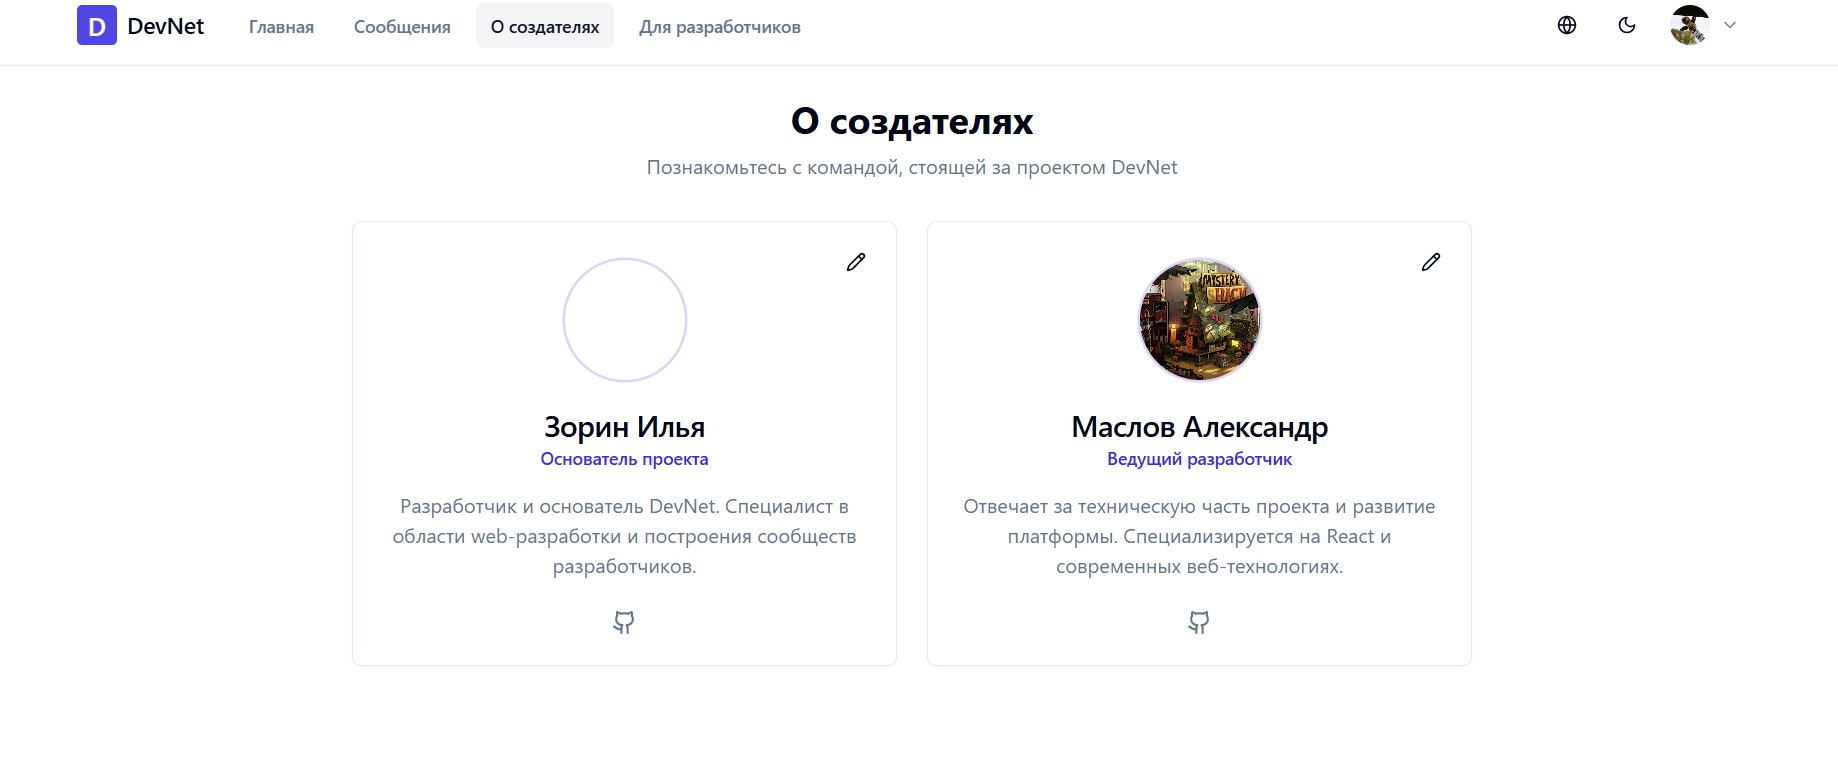 D DevNet Главная Сообщения О создателях Для разработчиков
О создателях
Познакомьтесь с командой, стоящей за проектом DevNet
Зорин Илья
Основатель проекта
Разработчик и основатель DevNet. Специалист в
области web-разработки и построения сообществ
разработчиков.
MYSTERY
SHACK
Маслов Александр
Ведущий разработчик
Отвечает за техническую часть проекта и развитие
платформы. Специализируется на React и
современных веб-технологиях.